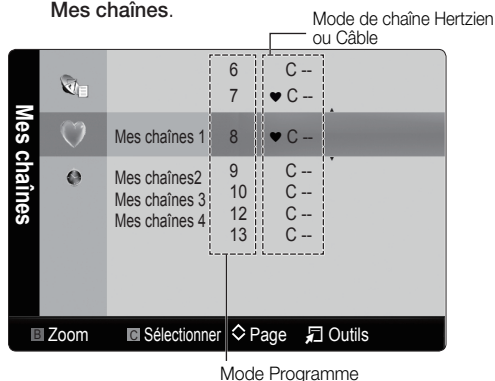 Mes chaînes.
Mode de chaîne Hertzien
ou Câble
Mes chaînes
6 C --
7 ♥ C --
Mes chaînes 1 8 ♥ C --
Mes chaînes2 9 C --
Mes chaînes 3 10 C --
Mes chaînes 4 12 C --
13 C --
B Zoom C Sélectionner Page Outils
Mode Programme